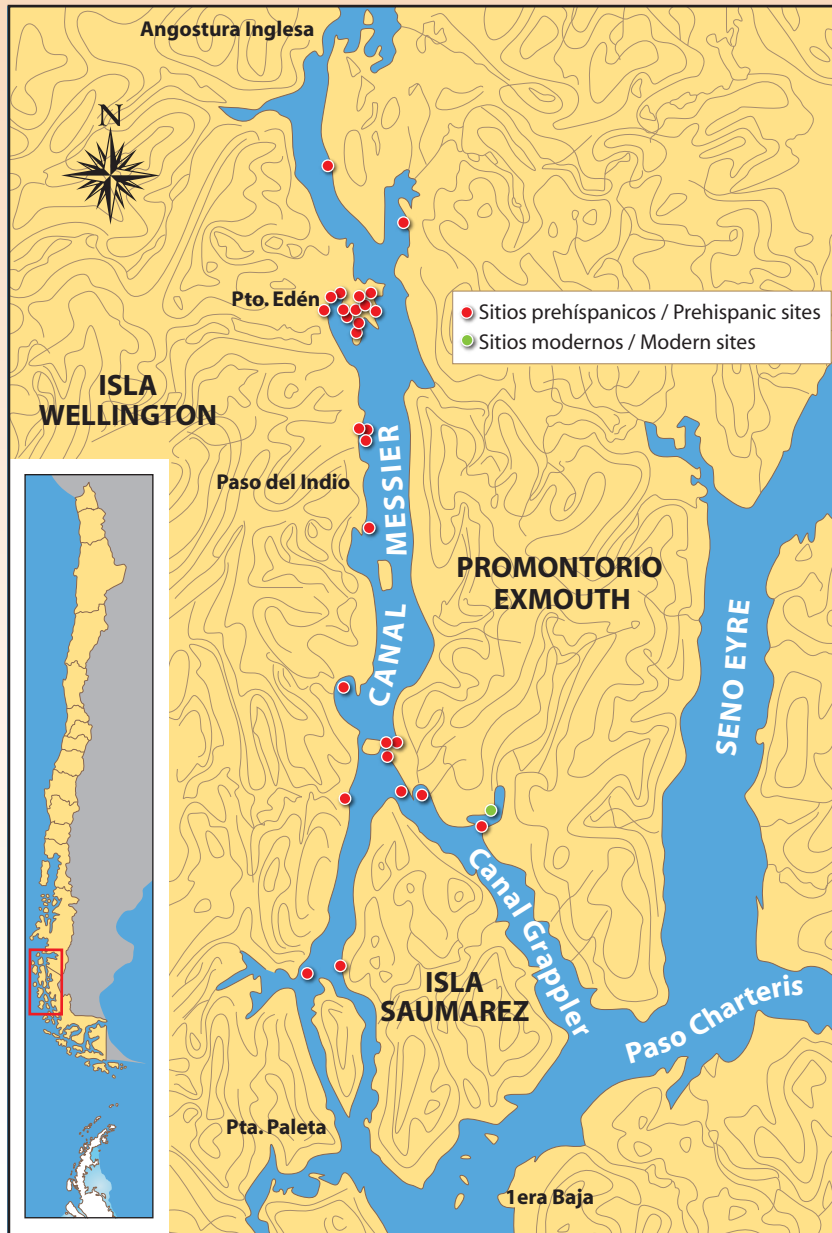 Angostura Inglesa
N
Pto. Edén
Sitios prehíspanicos / Prehispanic sites
Sitios modernos / Modern sites
ISLA
WELLINGTON
CANAL MESSIER
Paso del Indio
PROMONTORIO
EXMOUTH
SENO EYRE
Canal Grappler
ISLA
SAUMAREZ
Paso Charteris
Pta. Paleta
1era Baja